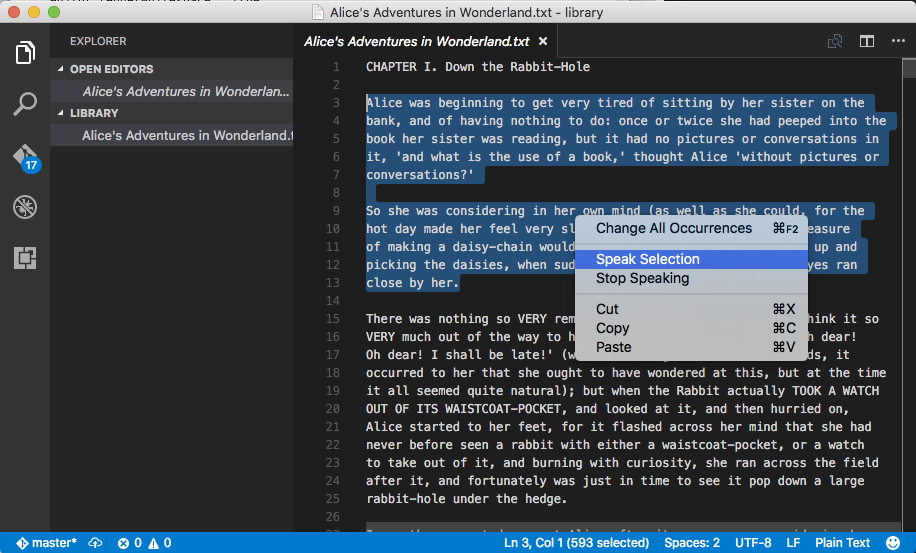 Alice's Adventures in Wonderland.txt - library
EXPLORER
OPEN EDITORS
Alice's Adventures in Wonderlan...
LIBRARY
Alice's Adventures in Wonderland.t
17
Alice's Adventures in Wonderland.txt ×
1 CHAPTER I. Down the Rabbit-Hole
2
3 Alice was beginning to get very tired of sitting by her sister on the
4 bank, and of having nothing to do: once or twice she had peeped into the
5 book her sister was reading, but it had no pictures or conversations in
6 it, 'and what is the use of a book,' thought Alice 'without pictures or
7 conversations?'
8
9 So she was considering in her own mind (as well as she could, for the
10 hot day made her feel very sl
11 of making a daisy-chain would up and
12 picking the daisies, when sud yes ran
13 close by her.
14
15 There was nothing so VERY rem hink it so
16 VERY much out of the way to h h dear!
17 Oh dear! I shall be late!' (w ds, it
18 occurred to her that she ought to have wondered at this, but at the time
19 it all seemed quite natural); but when the Rabbit actually TOOK A WATCH
20 OUT OF ITS WAISTCOAT-POCKET, and looked at it, and then hurried on,
21 Alice started to her feet, for it flashed across her mind that she had
22 never before seen a rabbit with either a waistcoat-pocket, or a watch
23 to take out of it, and burning with curiosity, she ran across the field
24 after it, and fortunately was just in time to see it pop down a large
25 rabbit-hole under the hedge.
26
Change All Occurrences ⌘F2
Speak Selection
Stop Speaking
Cut ⌘X
Copy ⌘C
Paste ⌘V
master* 0 0 Ln 3, Col 1 (593 selected) Spaces: 2 UTF-8 LF Plain Text